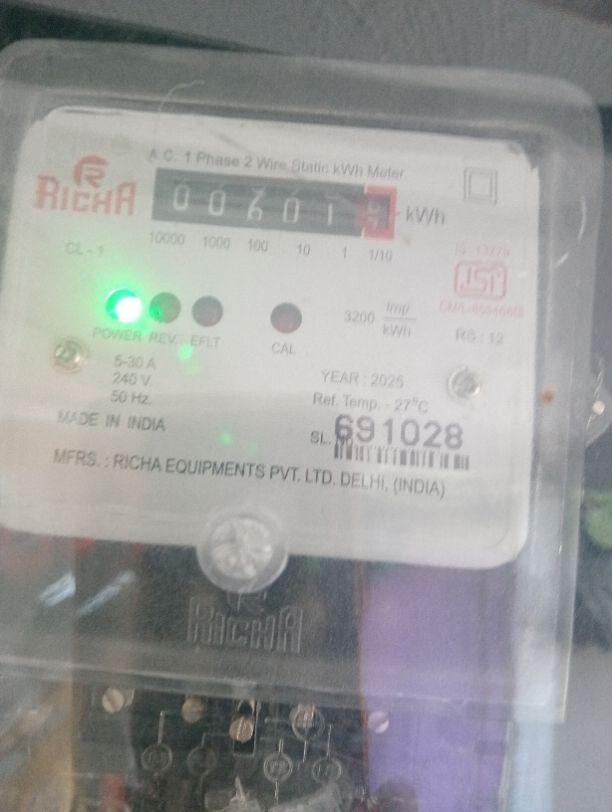 A.C. 1 Phase 2 Wire Static kWh Meter
RICHA
0 0 6 0 1 kWh
10000 1000 100 10 1 1/10
CL-1
ISI
3200 Imp/kWh
RS : 12
POWER REV. EFLT CAL
5-30 A
240 V.
50 Hz.
YEAR : 2025
Ref. Temp. - 27°C
MADE IN INDIA
SL. 691028
MFRS. : RICHA EQUIPMENTS PVT. LTD. DELHI, (INDIA)
RICHA